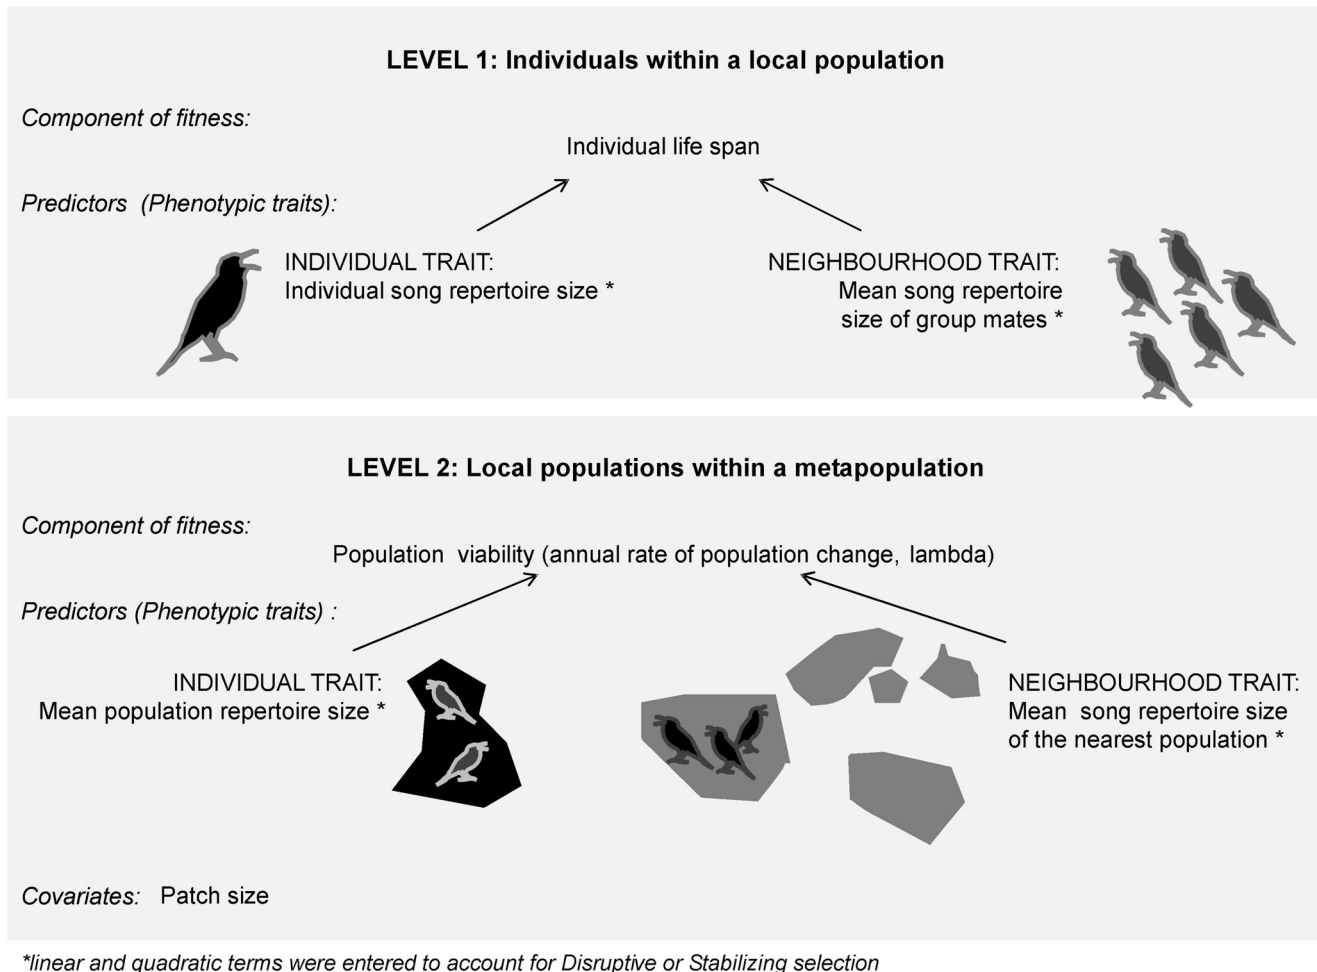 LEVEL 1: Individuals within a local population
Component of fitness:
Individual life span
Predictors (Phenotypic traits):
INDIVIDUAL TRAIT:
Individual song repertoire size *
NEIGHBOURHOOD TRAIT:
Mean song repertoire
size of group mates *
LEVEL 2: Local populations within a metapopulation
Component of fitness:
Population viability (annual rate of population change, lambda)
Predictors (Phenotypic traits) :
INDIVIDUAL TRAIT:
Mean population repertoire size *
NEIGHBOURHOOD TRAIT:
Mean song repertoire size
of the nearest population *
Covariates: Patch size
*linear and quadratic terms were entered to account for Disruptive or Stabilizing selection